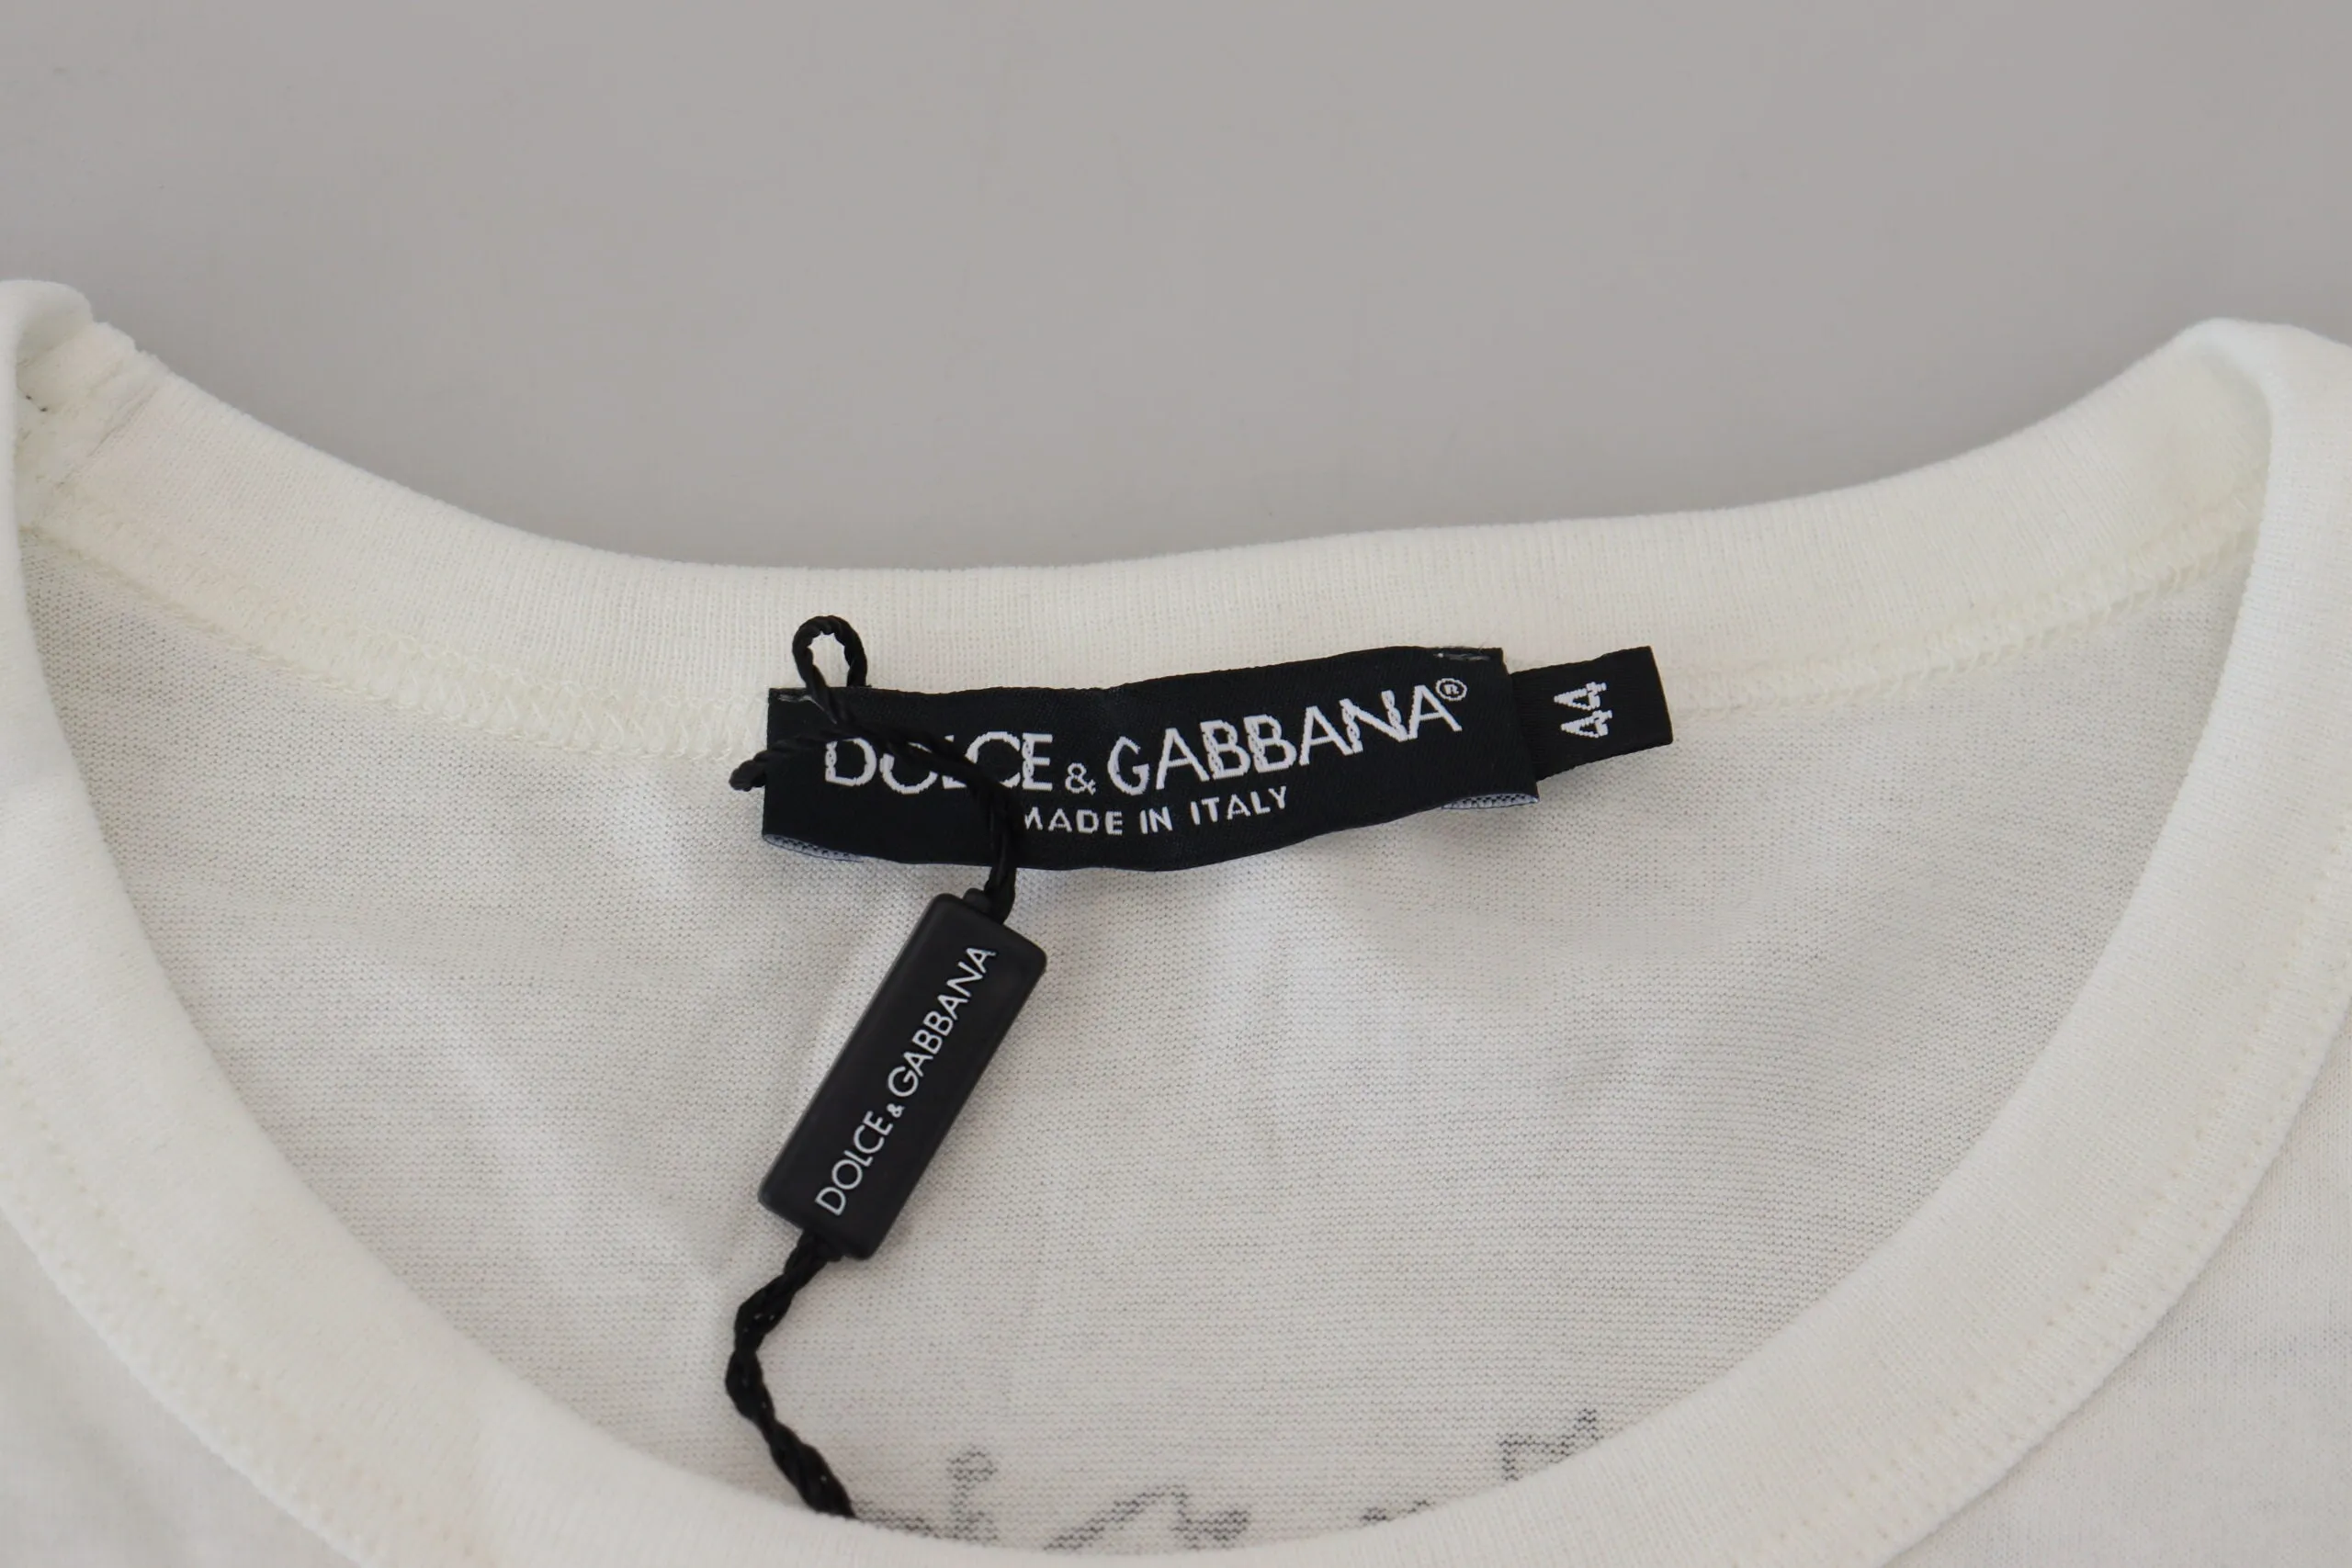 DOLCE & GABBANA®
MADE IN ITALY
44
DOLCE & GABBANA